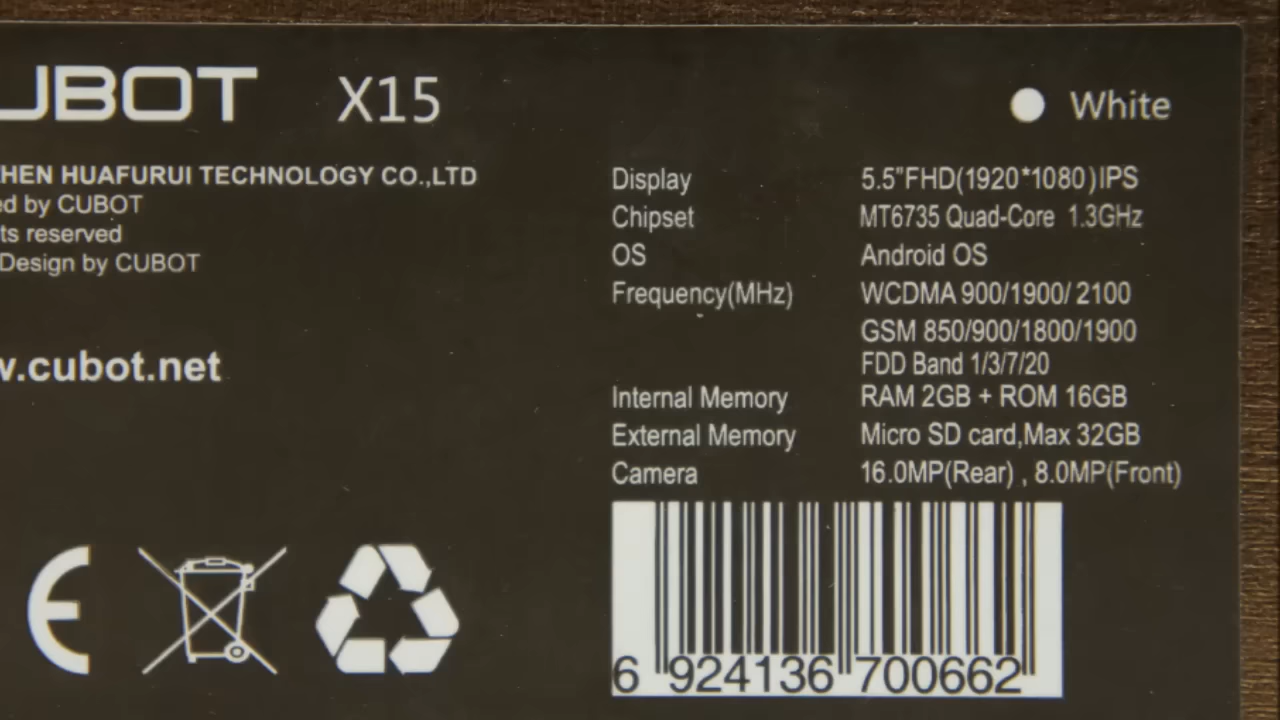 UBOT X15
White
HEN HUAFURUI TECHNOLOGY CO.,LTD
ed by CUBOT
ts reserved
Design by CUBOT
v.cubot.net
Display 5.5"FHD(1920*1080)IPS
Chipset MT6735 Quad-Core 1.3GHz
OS Android OS
Frequency(MHz) WCDMA 900/1900/ 2100
GSM 850/900/1800/1900
FDD Band 1/3/7/20
Internal Memory RAM 2GB + ROM 16GB
External Memory Micro SD card,Max 32GB
Camera 16.0MP(Rear) , 8.0MP(Front)
CE
6 924136 700662